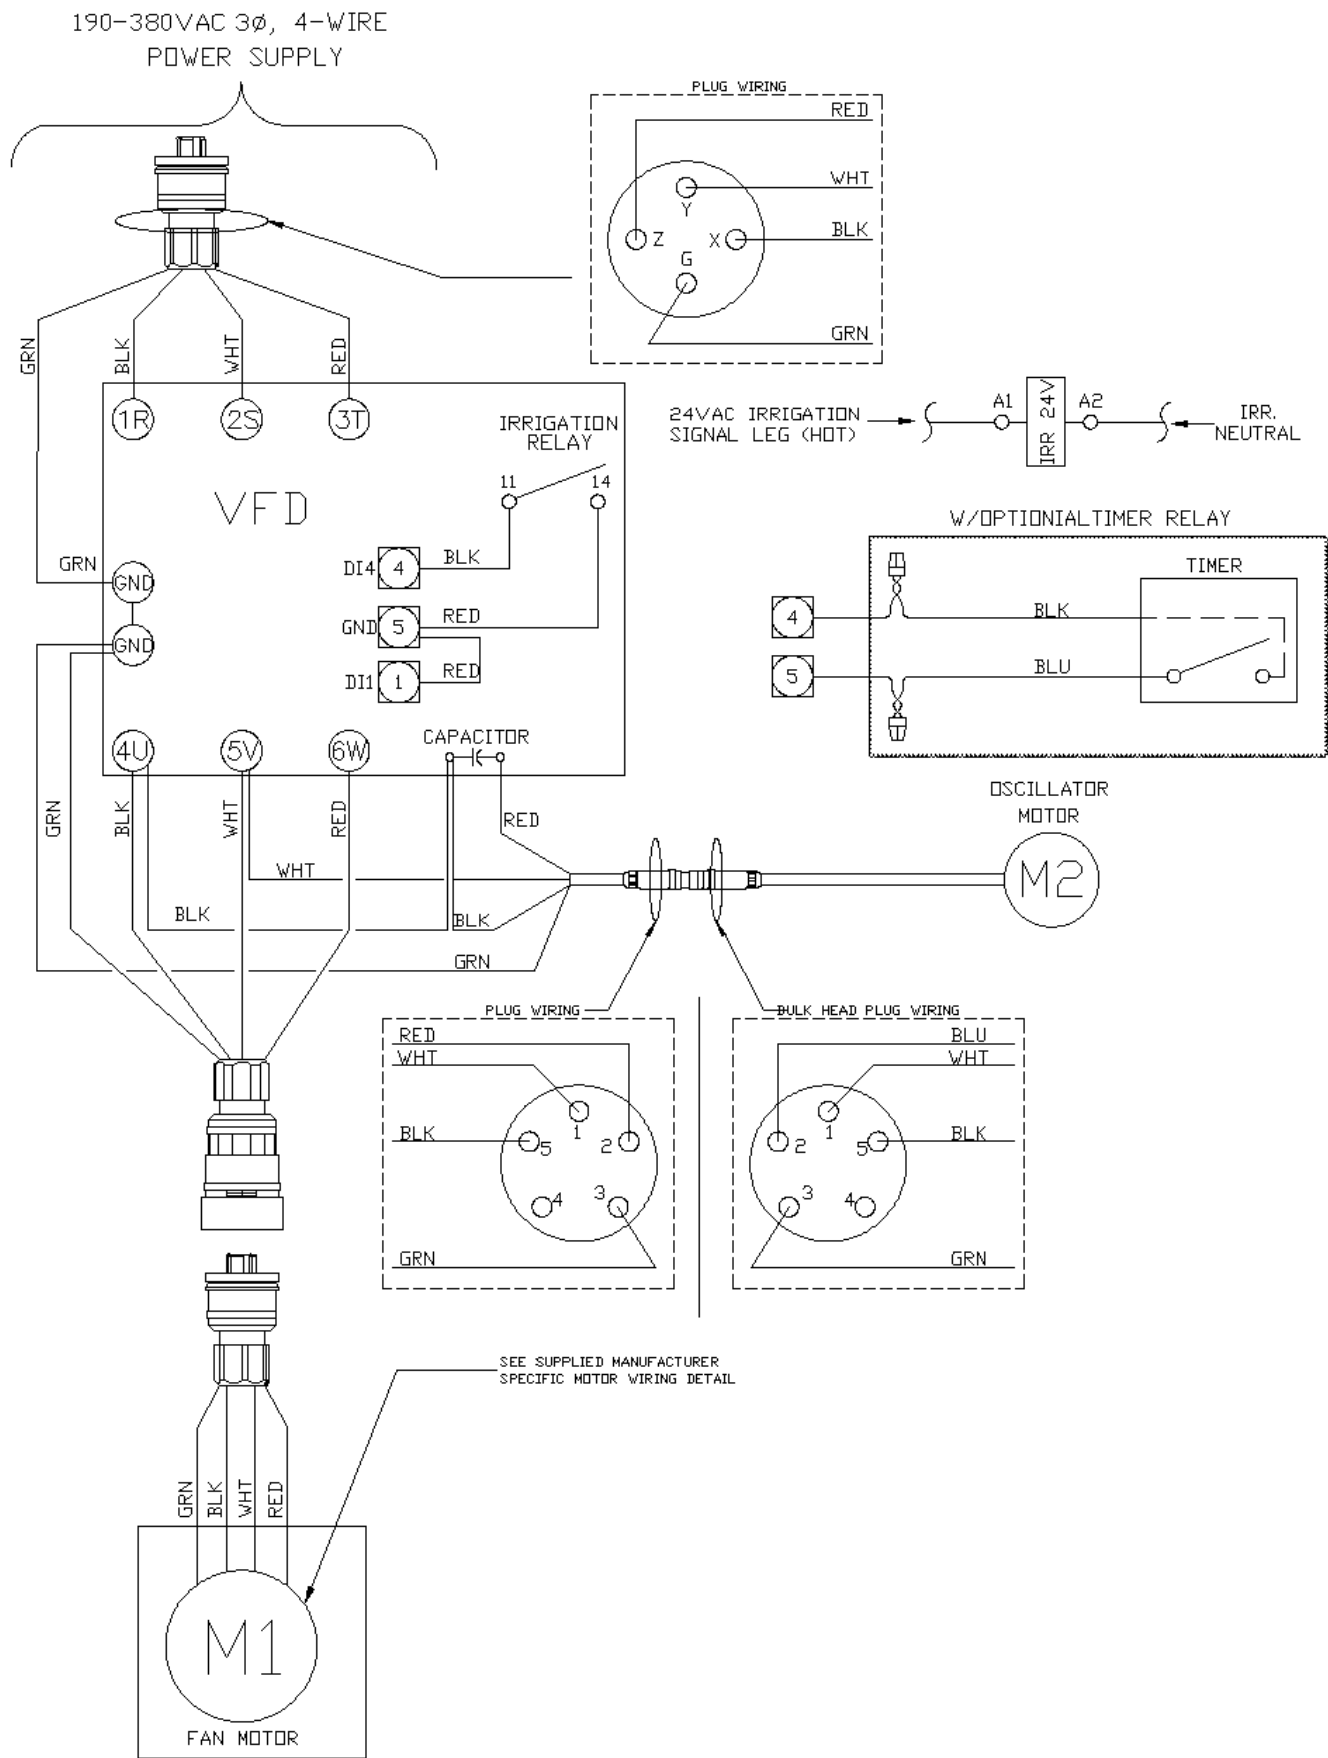 190-380VAC 3ø, 4-WIRE
POWER SUPPLY
PLUG WIRING
RED
WHT
Y
BLK
Z
X
G
GRN
GRN
BLK
WHT
RED
1R
2S
3T
IRRIGATION
RELAY
11
14
VFD
24VAC IRRIGATION
SIGNAL LEG (HOT)
A1
IRR 24V
A2
IRR.
NEUTRAL
W/OPTIONIALTIMER RELAY
TIMER
4
BLK
5
BLU
GRN
GND
GND
DI4
4
BLK
GND
5
RED
DI1
1
RED
4U
5V
6W
CAPACITOR
GRN
BLK
WHT
RED
RED
WHT
BLK
BLK
GRN
OSCILLATOR
MOTOR
M2
PLUG WIRING
RED
WHT
1
BLK
5
2
4
3
GRN
BULK HEAD PLUG WIRING
BLU
WHT
1
2
5
BLK
3
4
GRN
SEE SUPPLIED MANUFACTURER
SPECIFIC MOTOR WIRING DETAIL
GRN
BLK
WHT
RED
M1
FAN MOTOR